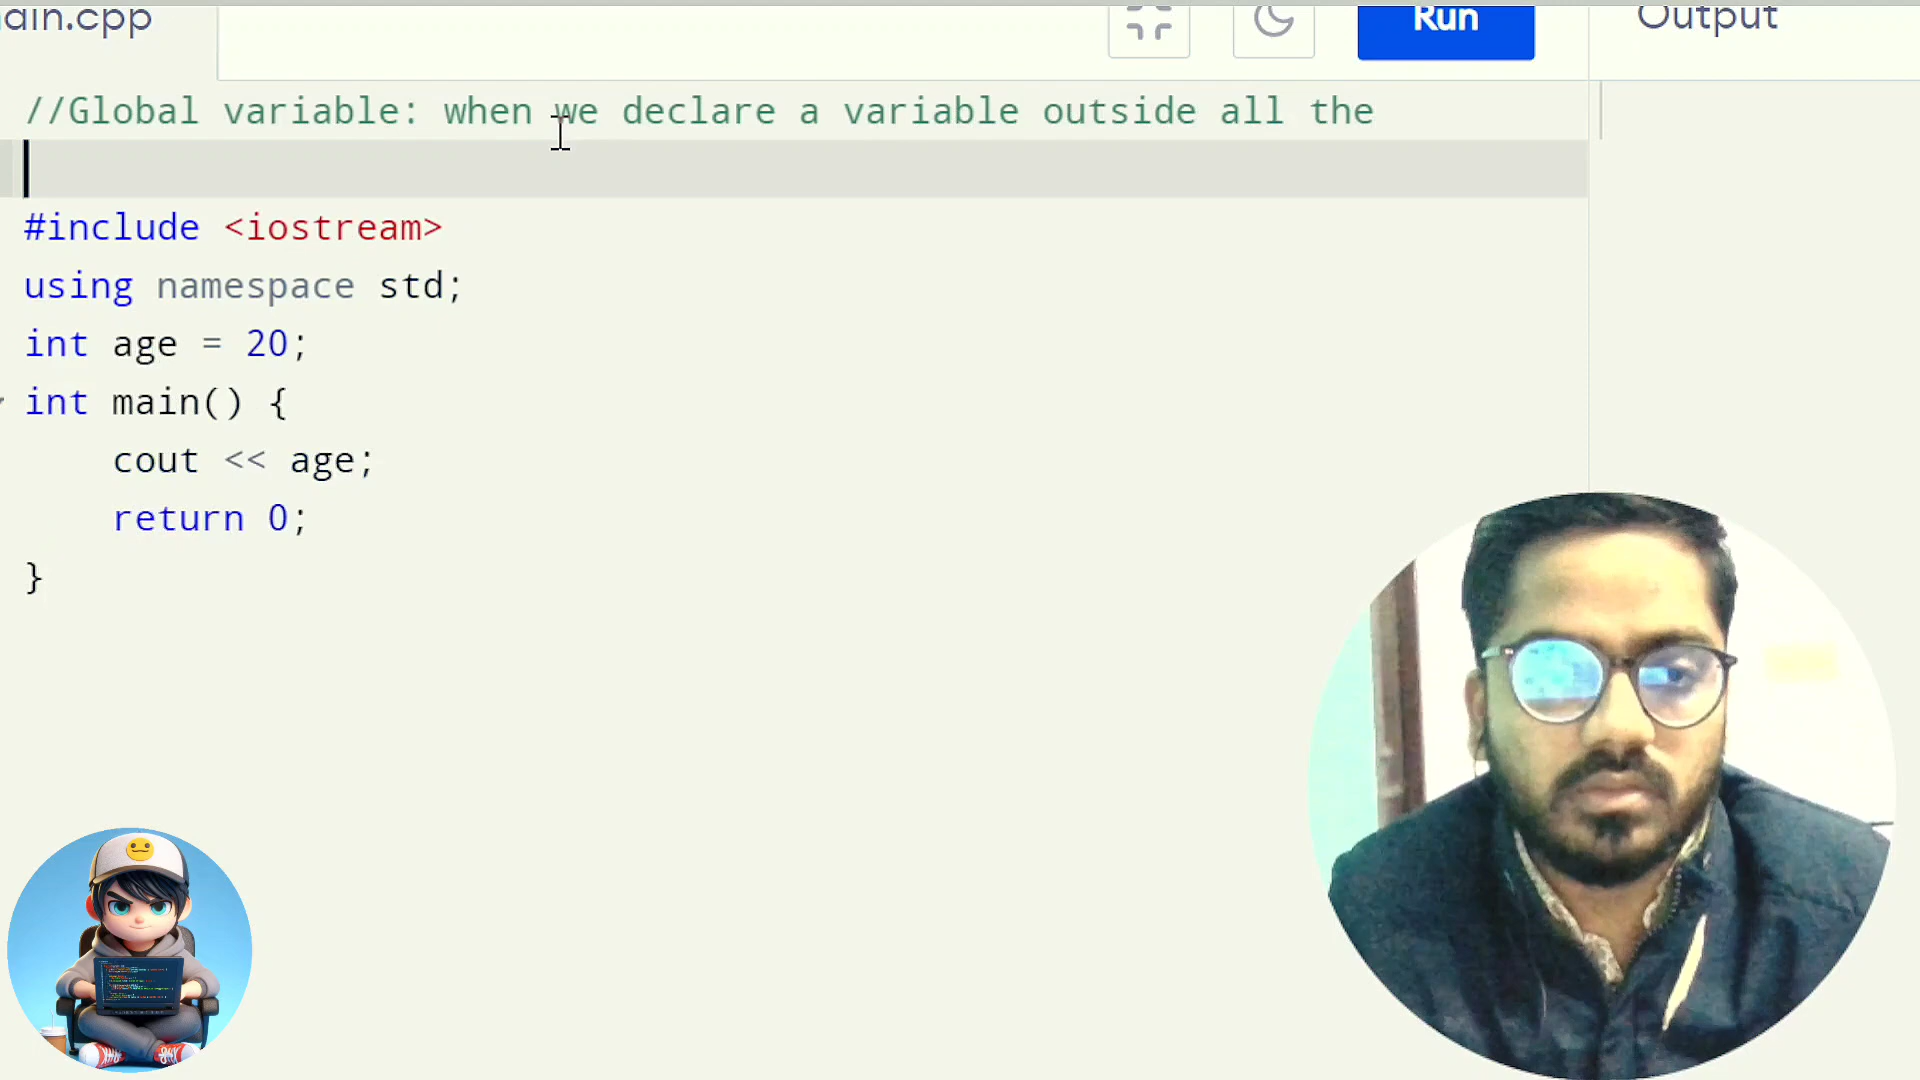 ain.cpp
Run
Output
//Global variable: when we declare a variable outside all the
#include <iostream>
using namespace std;
int age = 20;
int main() {
    cout << age;
    return 0;
}